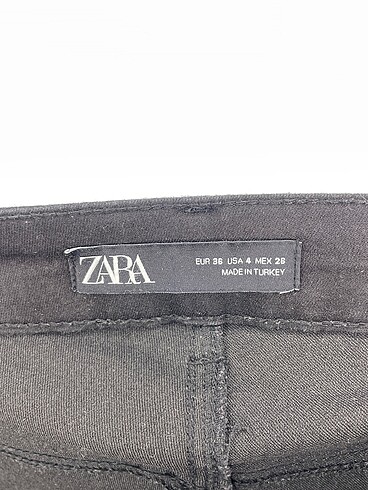 ZARA
EUR 36 USA 4 MEX 26
MADE IN TURKEY